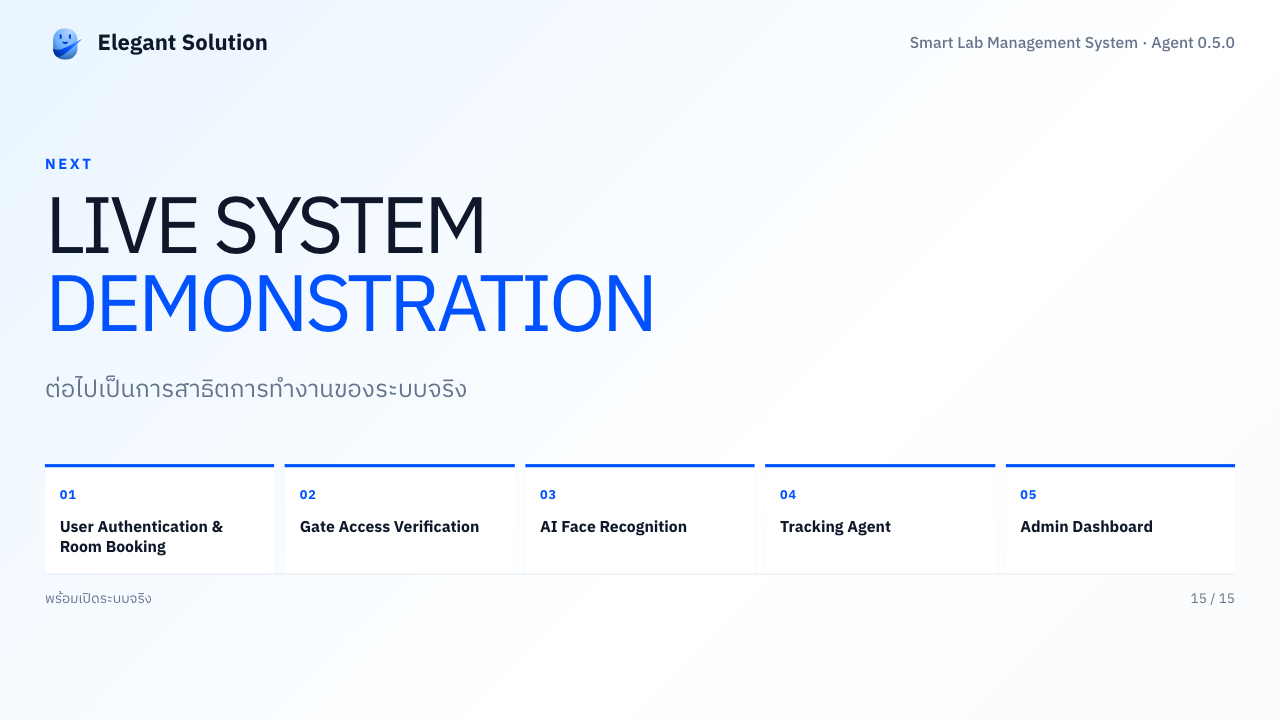 Elegant Solution
Smart Lab Management System · Agent 0.5.0
NEXT
LIVE SYSTEM
DEMONSTRATION
ต่อไปเป็นการสาธิตการทำงานของระบบจริง
01
User Authentication &
Room Booking
02
Gate Access Verification
03
AI Face Recognition
04
Tracking Agent
05
Admin Dashboard
พร้อมเปิดระบบจริง
15 / 15